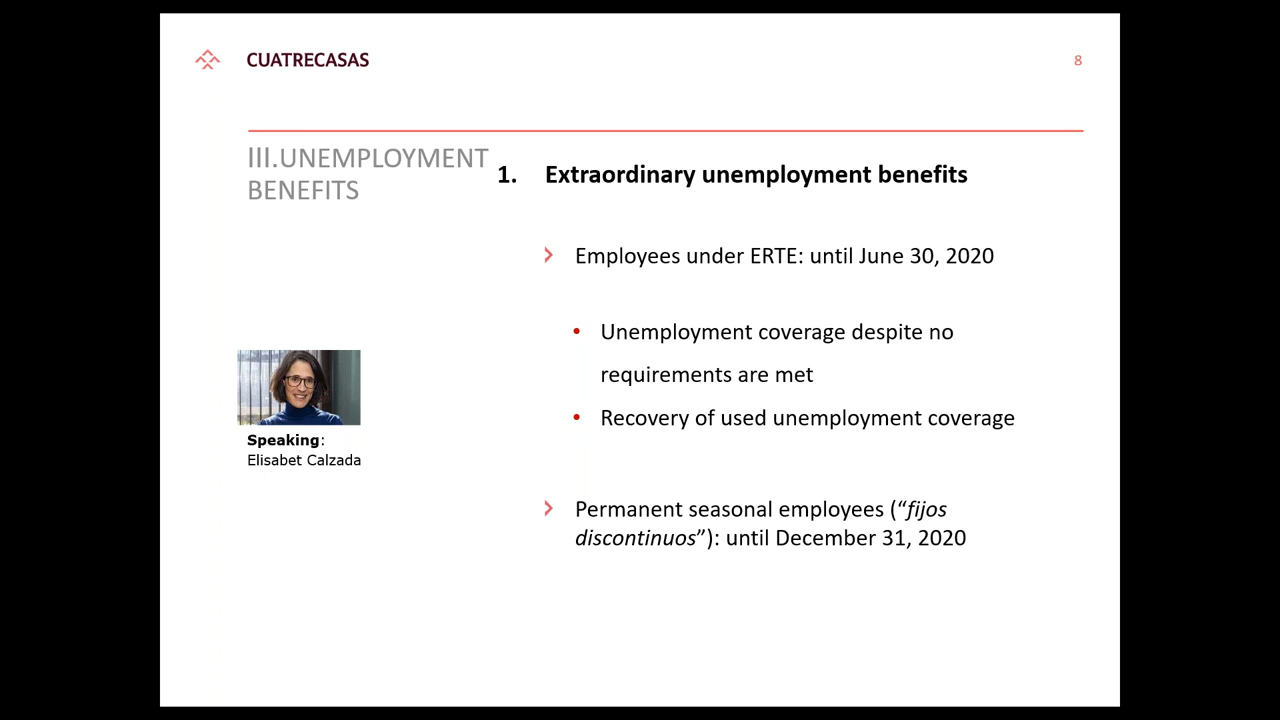 CUATRECASAS
8
III.UNEMPLOYMENT
BENEFITS
1. Extraordinary unemployment benefits
Employees under ERTE: until June 30, 2020
• Unemployment coverage despite no
requirements are met
• Recovery of used unemployment coverage
Permanent seasonal employees (“fijos
discontinuos”): until December 31, 2020
Speaking:
Elisabet Calzada